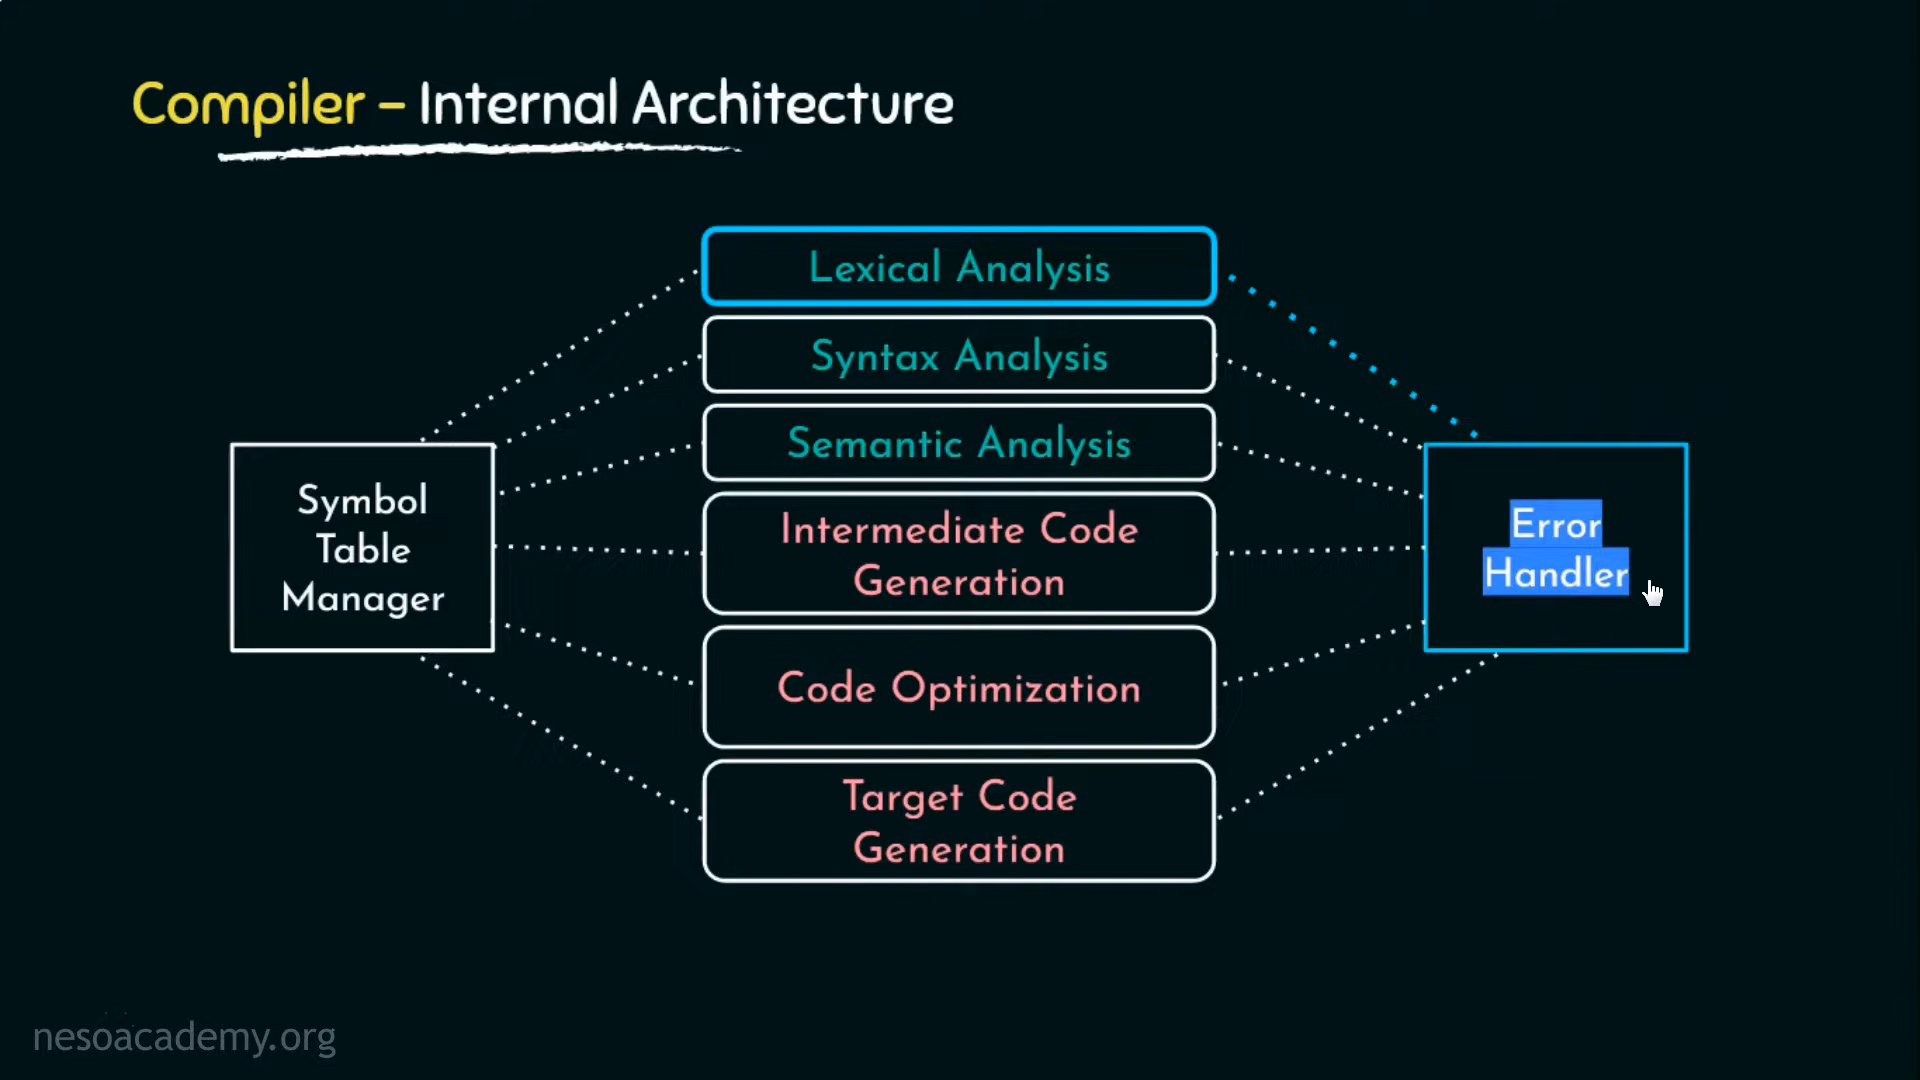 Compiler – Internal Architecture
Lexical Analysis
Syntax Analysis
Semantic Analysis
Intermediate Code
Generation
Code Optimization
Target Code
Generation
Symbol
Table
Manager
Error
Handler
nesoacademy.org